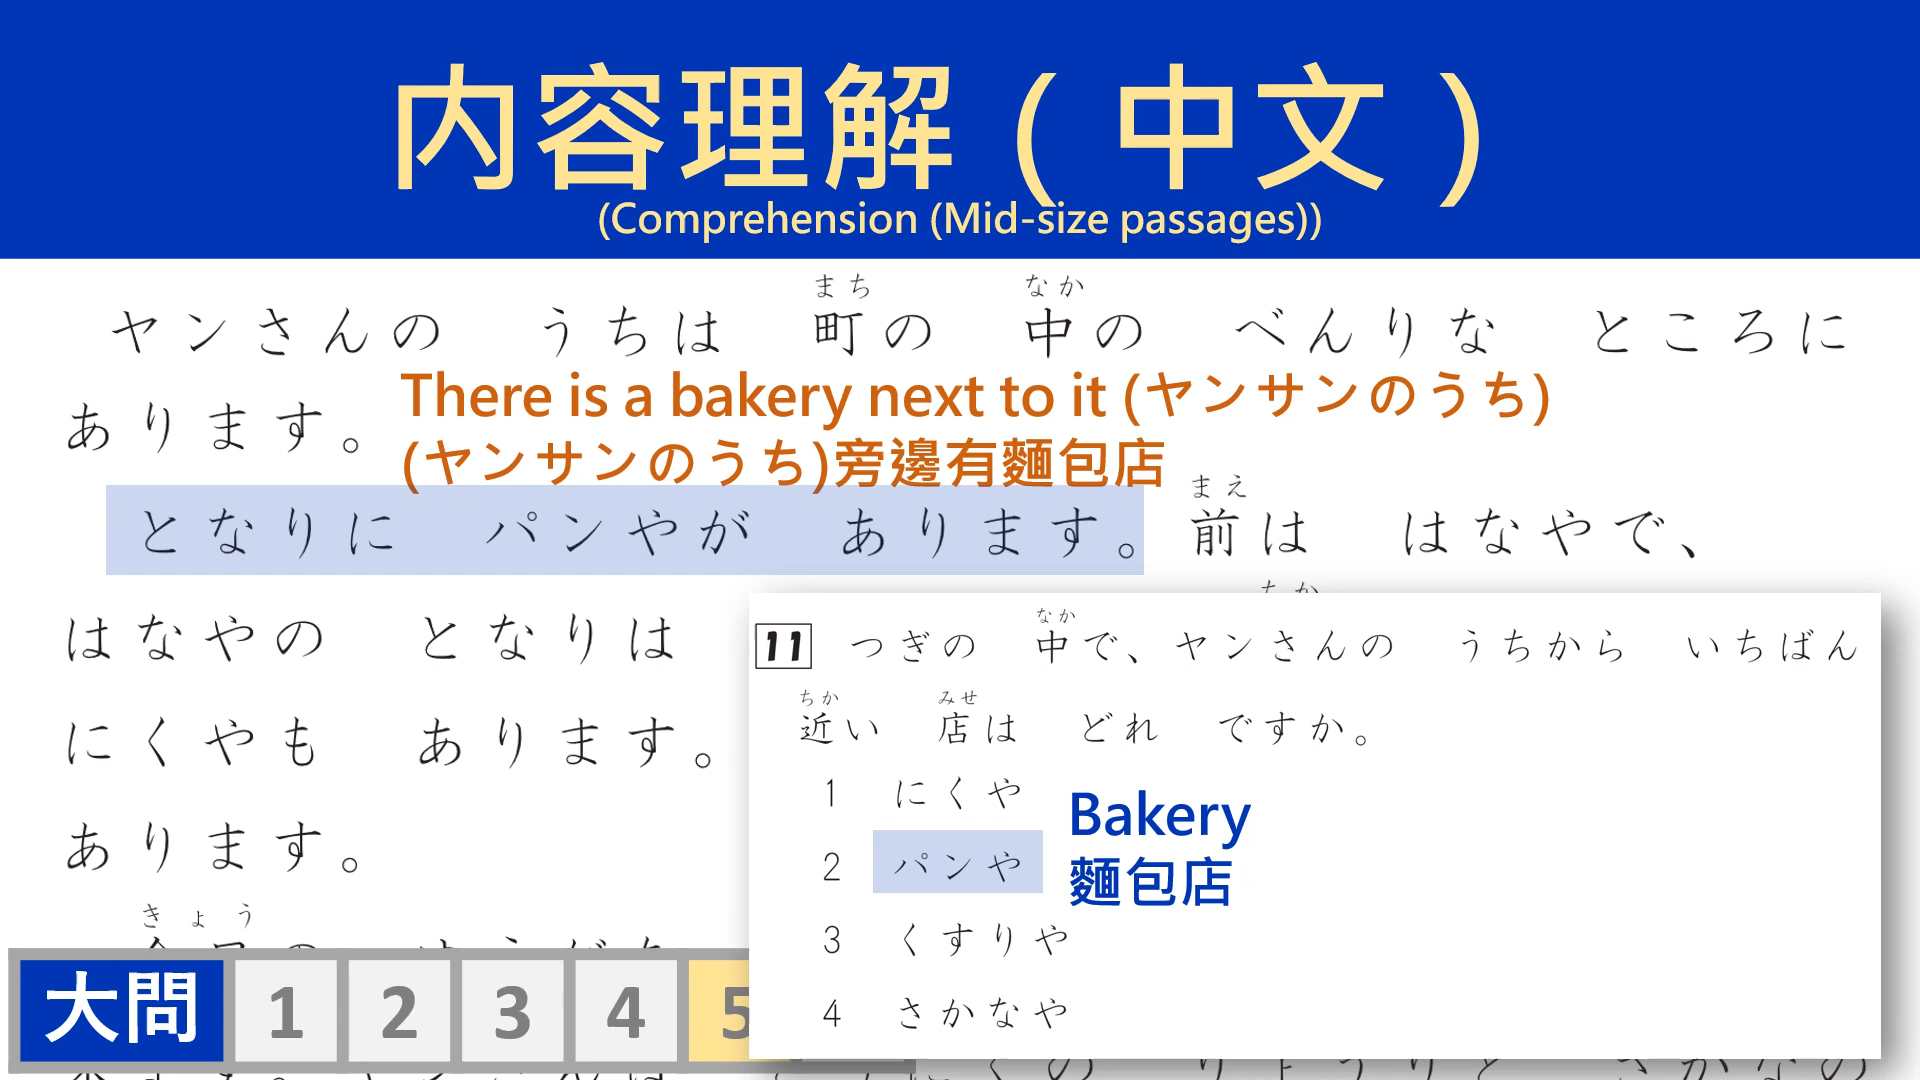 内容理解（中文）
(Comprehension (Mid-size passages))
まち なか
ヤンさんの うちは 町の 中の べんりな ところに
あります。
There is a bakery next to it (ヤンサンのうち)
(ヤンサンのうち)旁邊有麵包店
まえ
となりに パンやが あります。前は はなやで、
はなやの となりは
にくやも あります。
あります。
きょう
なか
11 つぎの 中で、ヤンさんの うちから いちばん
ちか みせ
近い 店は どれ ですか。
1 にくや
2 パンや
3 くすりや
4 さかなや
Bakery
麵包店
大問 1 2 3 4 5